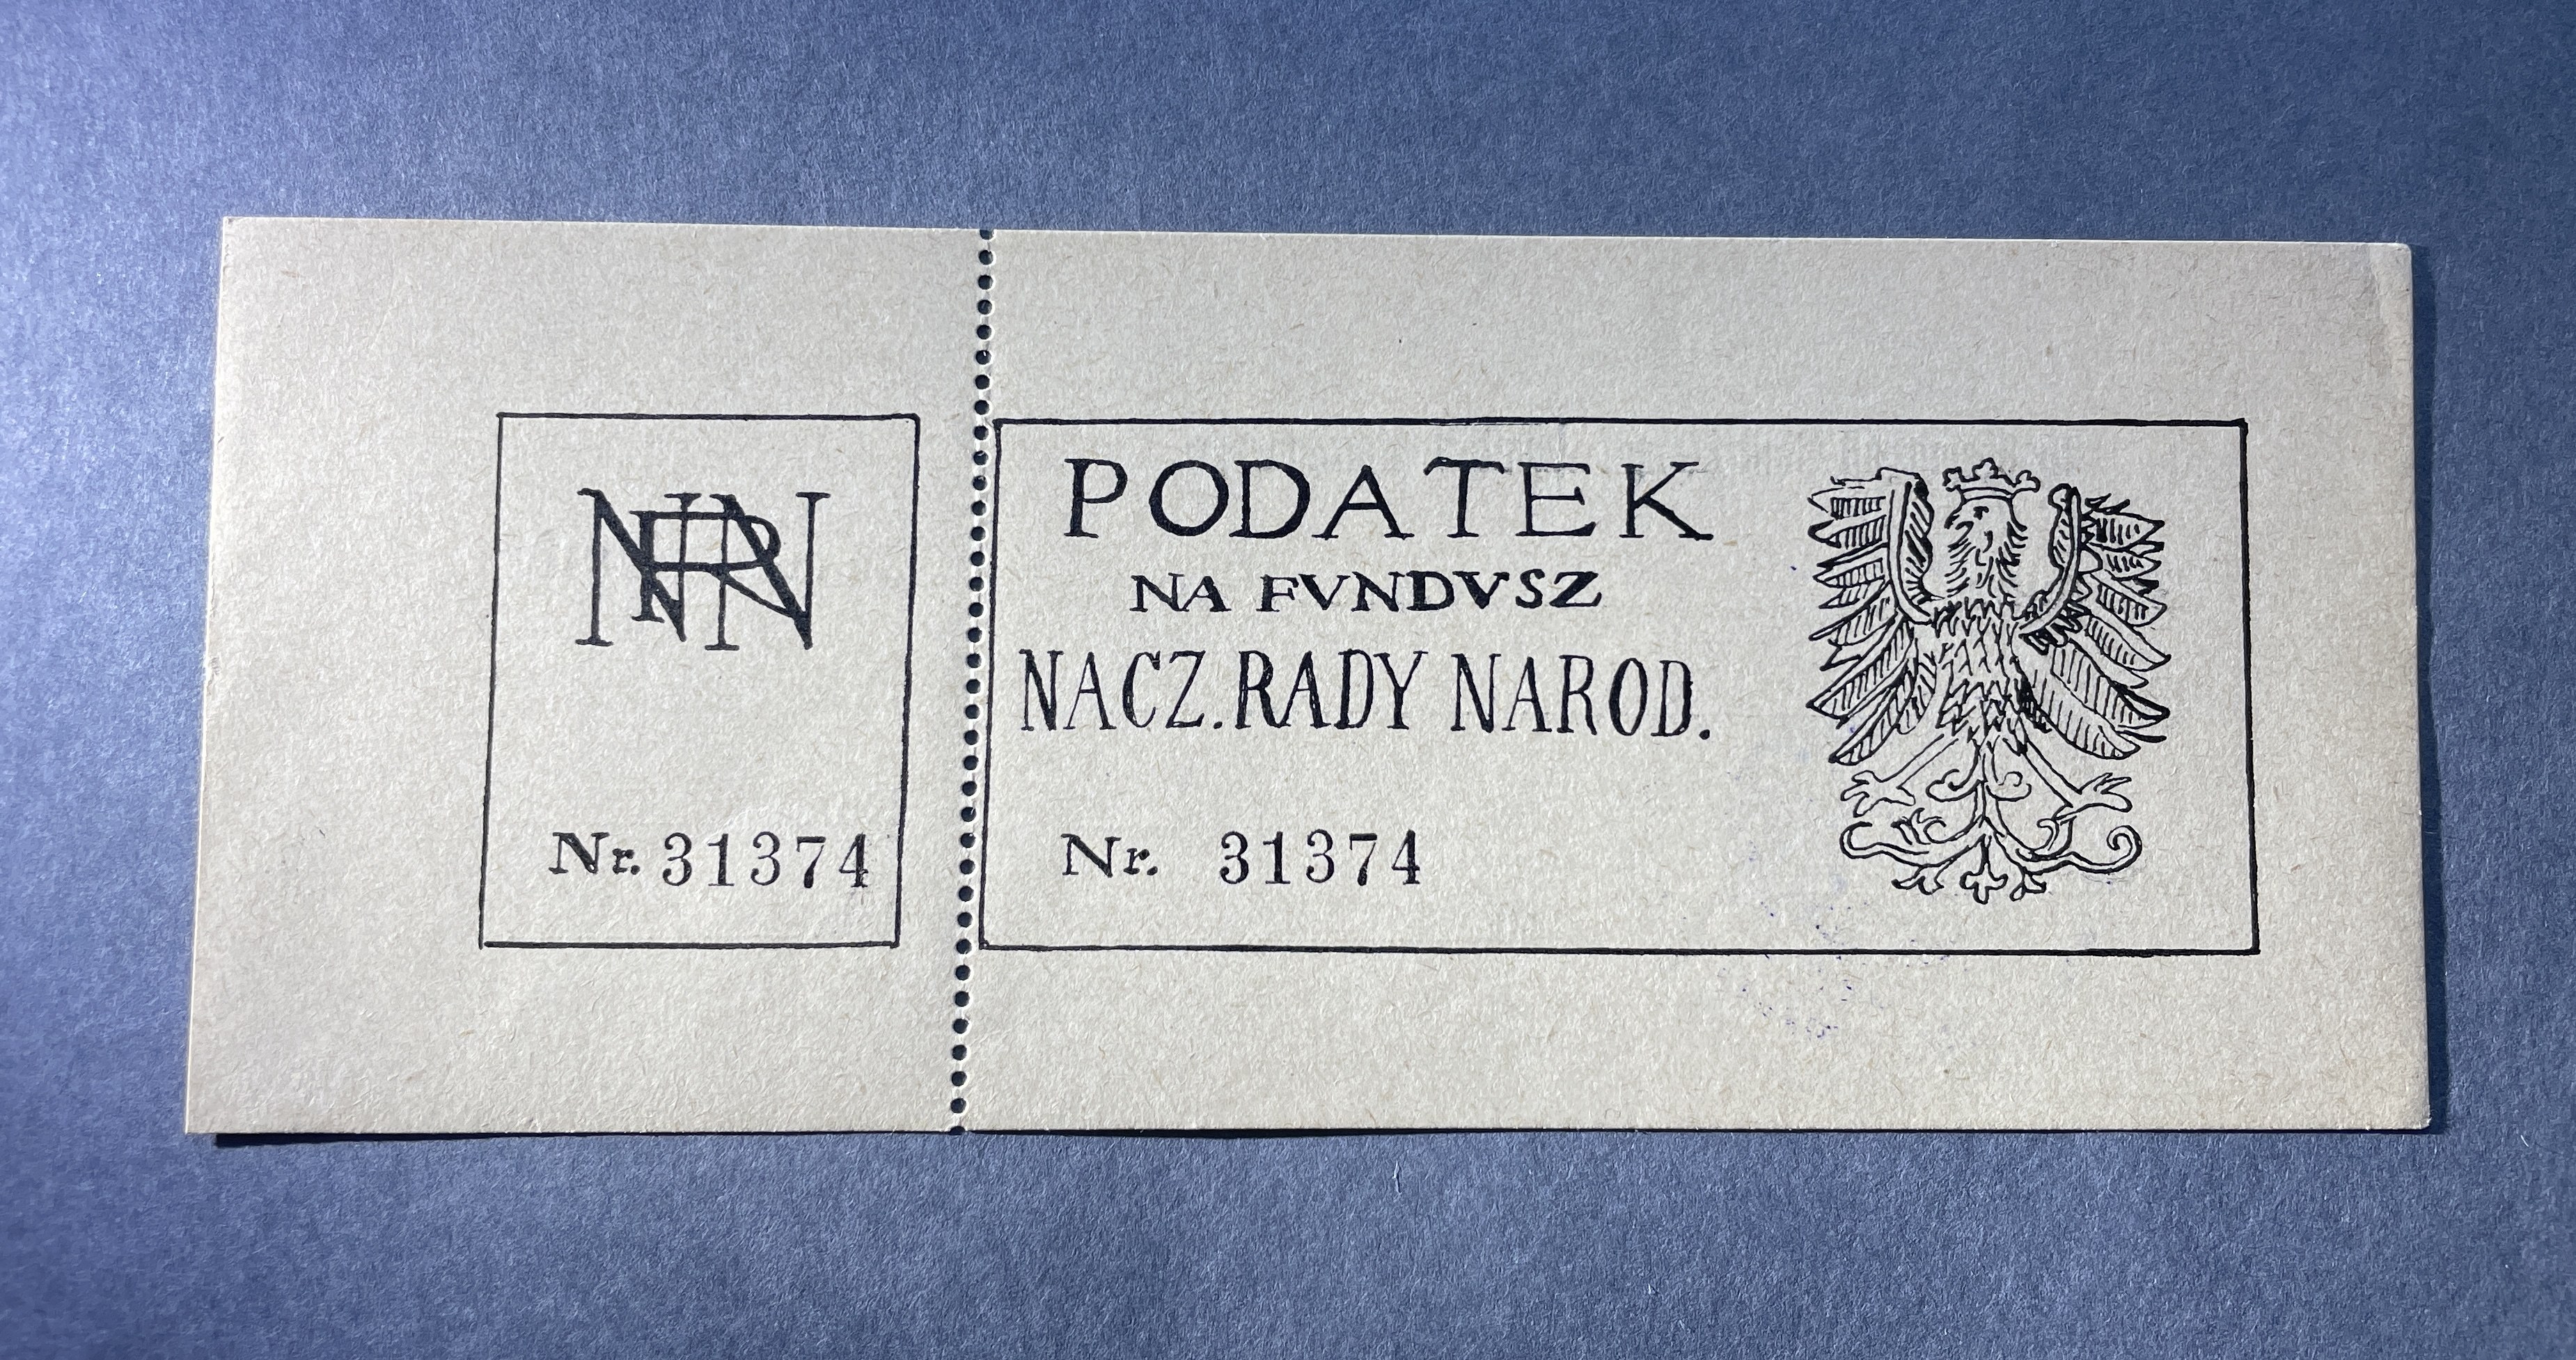 NRN
Nr. 31374
PODATEK
NA FVNDVSZ
NACZ. RADY NAROD.
Nr. 31374